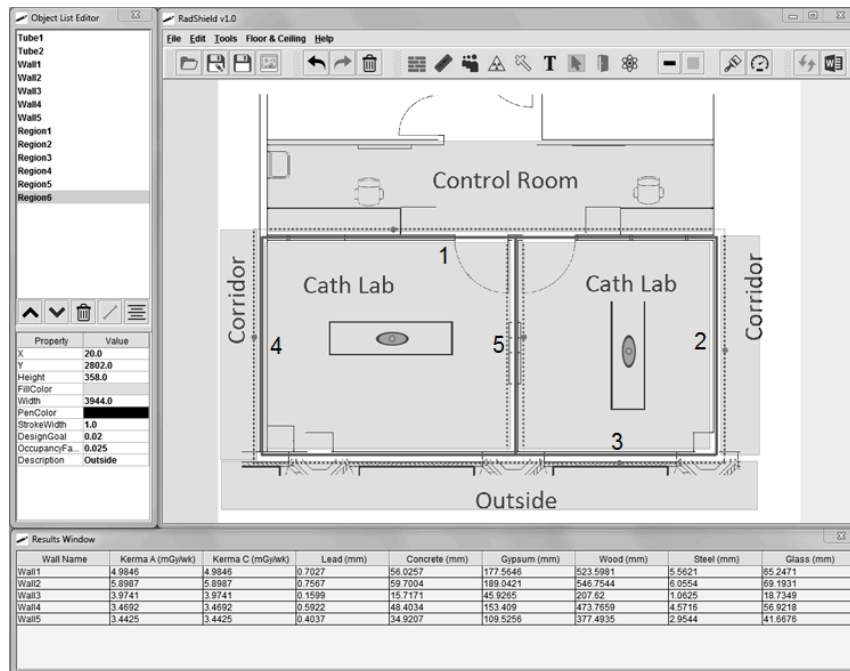 Object List Editor
Tube1
Tube2
Wall1
Wall2
Wall3
Wall4
Wall5
Region1
Region2
Region3
Region4
Region5
Region6
Property Value
X 20.0
Y 2802.0
Height 358.0
FillColor
Width 3944.0
PenColor
StrokeWidth 1.0
DesignGoal 0.02
OccupancyFa... 0.025
Description Outside
RadShield v1.0
File Edit Tools Floor & Ceiling Help
T W
Control Room
1
Corridor Cath Lab Cath Lab Corridor
4 5 2
3
Outside
Results Window
Wall Name Kerma A (mGy/wk) Kerma C (mGy/wk) Lead (mm) Concrete (mm) Gypsum (mm) Wood (mm) Steel (mm) Glass (mm)
Wall1 4.9846 4.9846 0.7027 56.0257 177.5646 523.5981 5.5621 65.2471
Wall2 5.8987 5.8987 0.7567 59.7004 189.0421 546.7544 6.0554 69.1931
Wall3 3.9741 3.9741 0.1599 15.7171 45.9265 207.62 1.0625 18.7349
Wall4 3.4692 3.4692 0.5922 48.4034 153.409 473.7659 4.5716 56.9218
Wall5 3.4425 3.4425 0.4037 34.9207 109.5256 377.4935 2.9544 41.6676